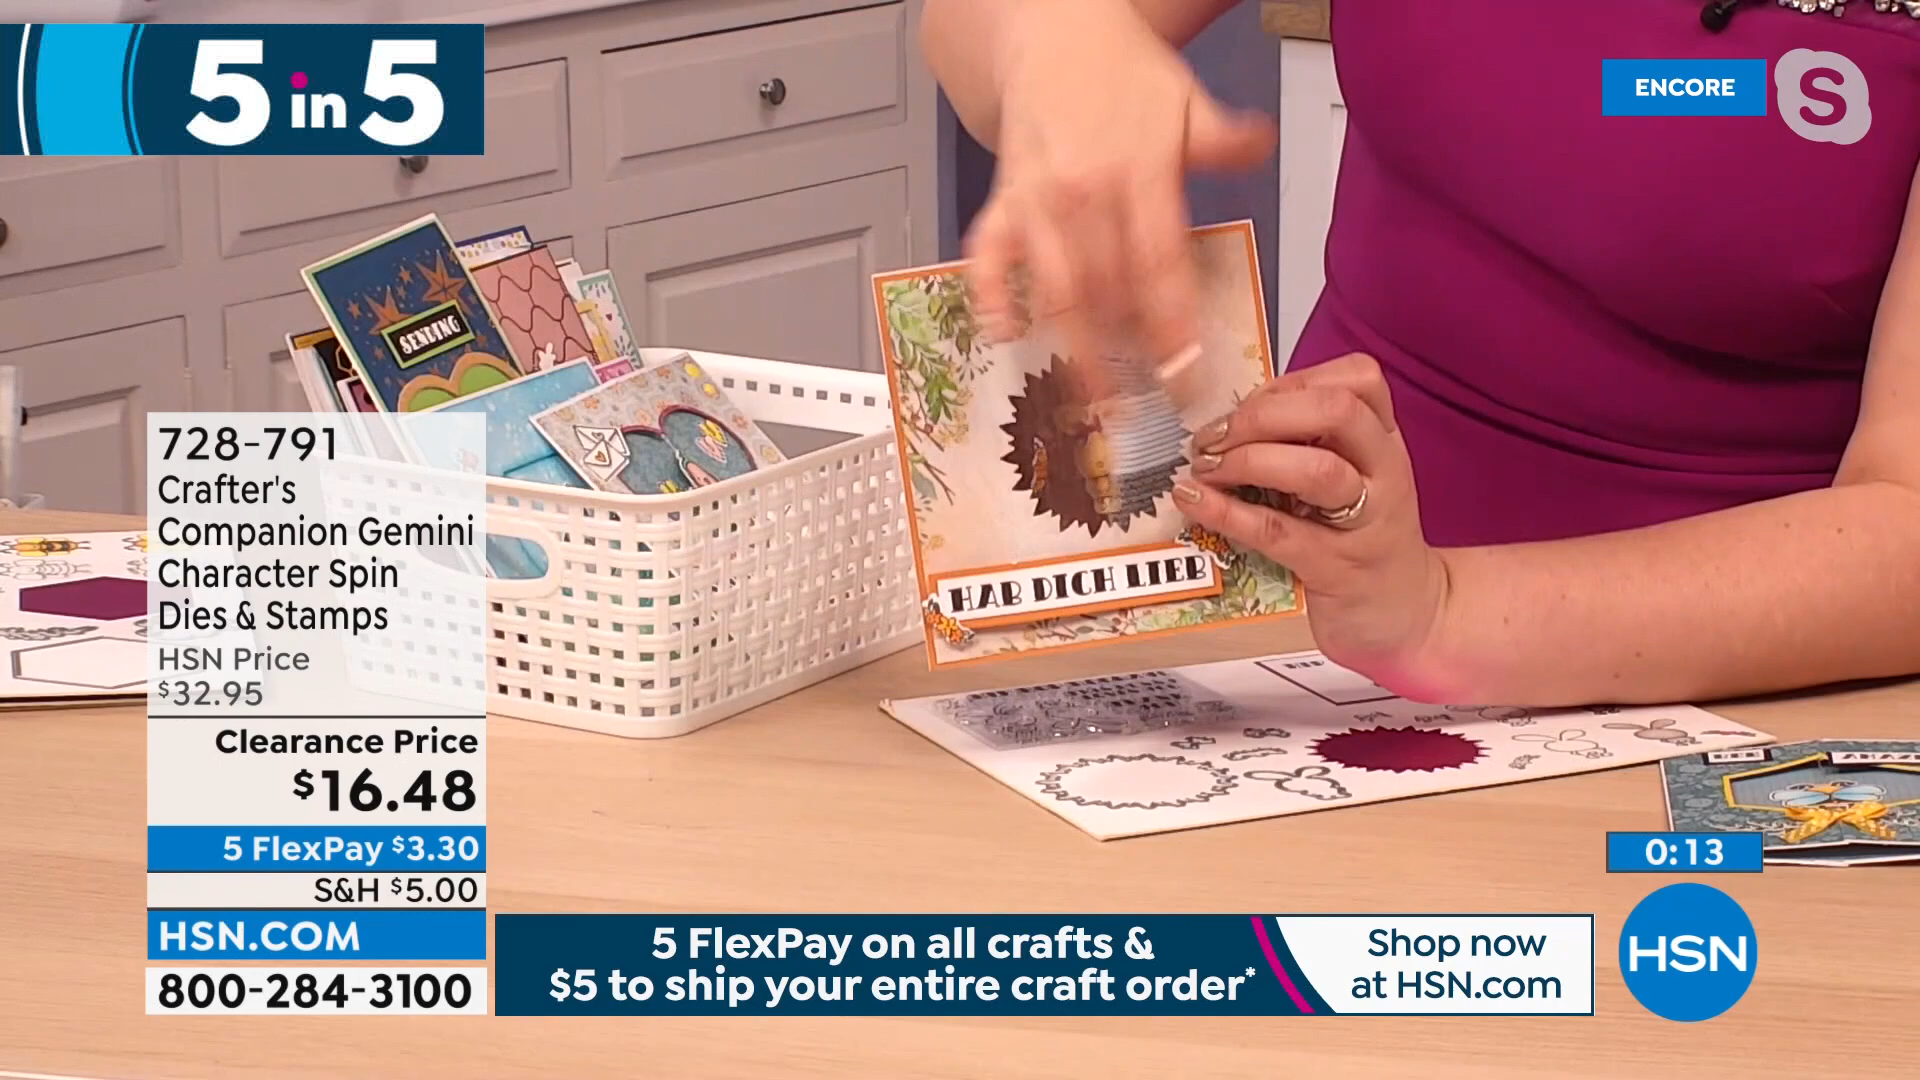 5 in 5
ENCORE
S
SENDING
HAB DICH LIEB
728-791
Crafter's
Companion Gemini
Character Spin
Dies & Stamps
HSN Price
$32.95
Clearance Price
$16.48
5 FlexPay $3.30
S&H $5.00
HSN.COM
800-284-3100
5 FlexPay on all crafts &
$5 to ship your entire craft order*
Shop now
at HSN.com
0:13
HSN